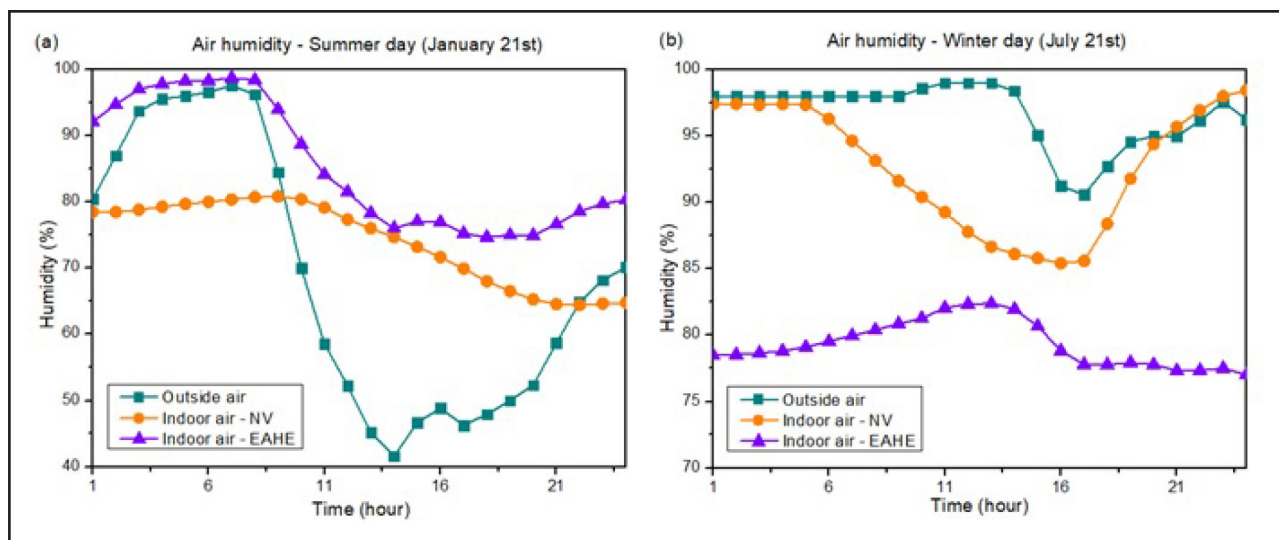 (a)
Air humidity - Summer day (January 21st)
100
90
80
70
60
50
40
Humidity (%)
Outside air
Indoor air - NV
Indoor air - EAHE
1
6
11
16
21
Time (hour)
(b)
Air humidity - Winter day (July 21st)
100
95
90
85
80
75
70
Humidity (%)
Outside air
Indoor air - NV
Indoor air - EAHE
1
6
11
16
21
Time (hour)